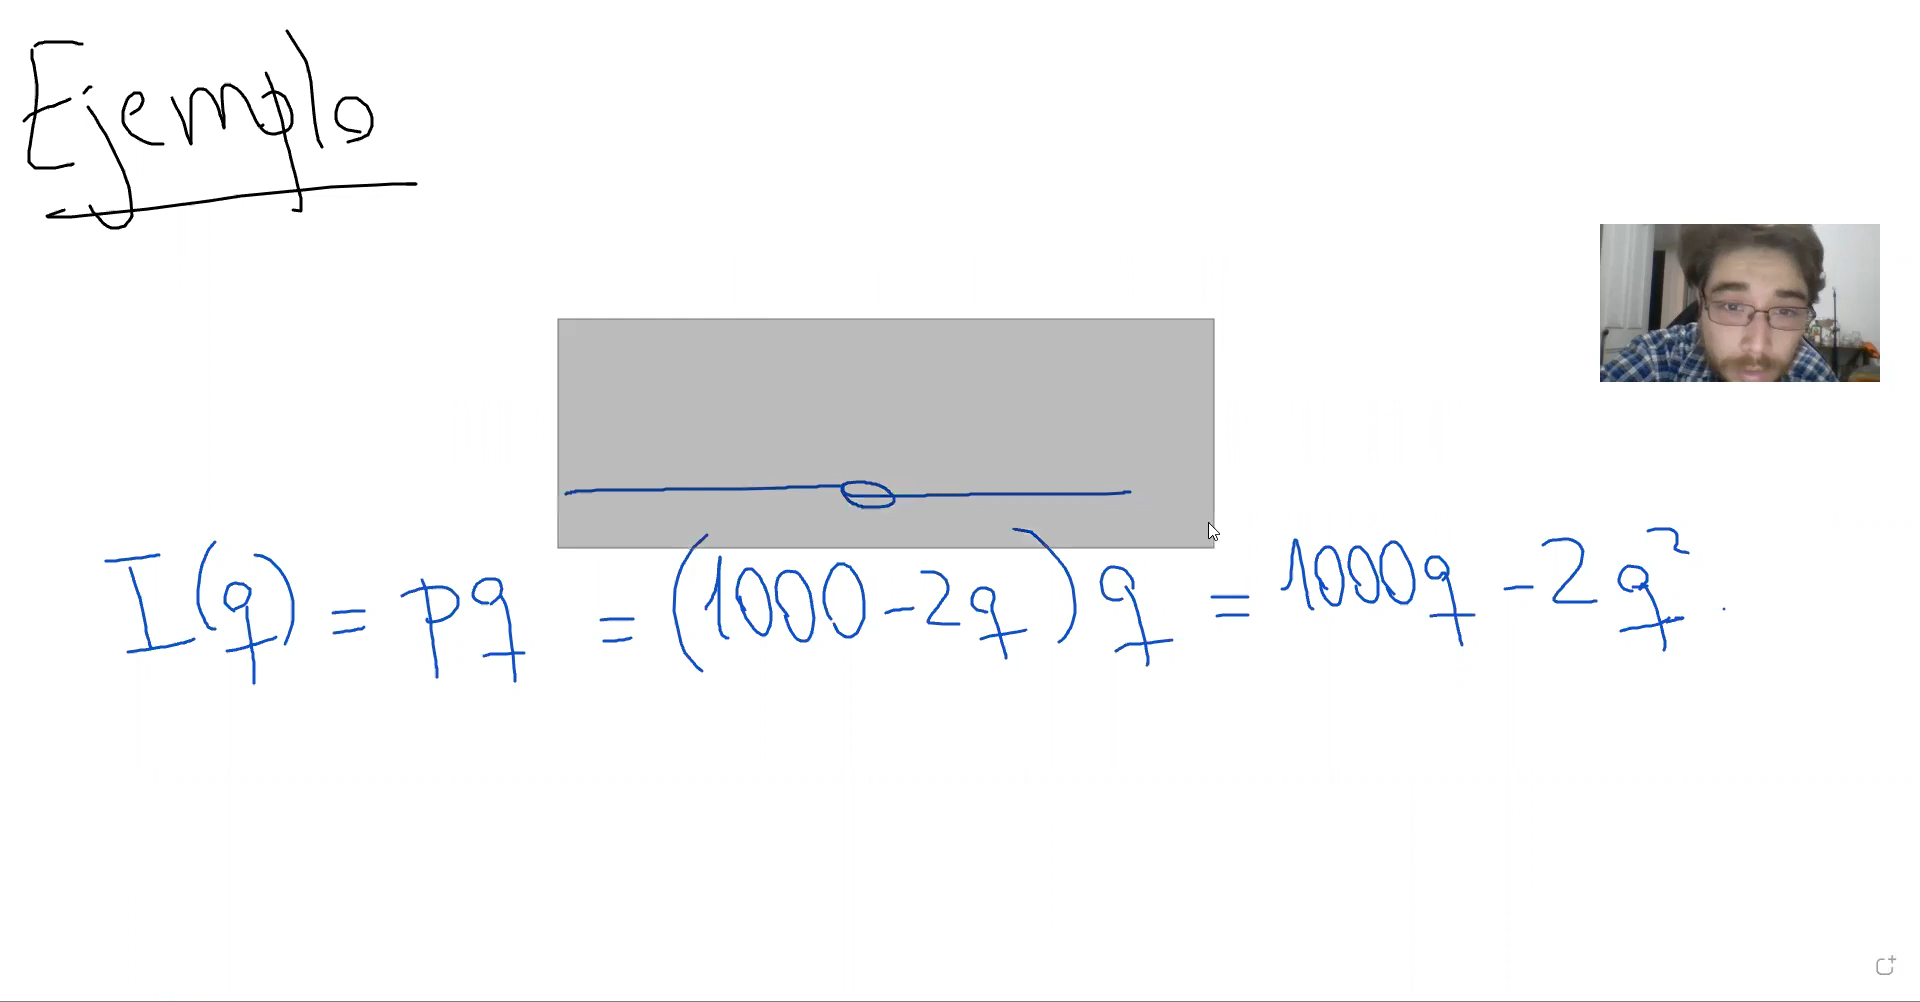 Ejemplo
I(q) = pq = (1000 - 2q) q = 1000q - 2q² .